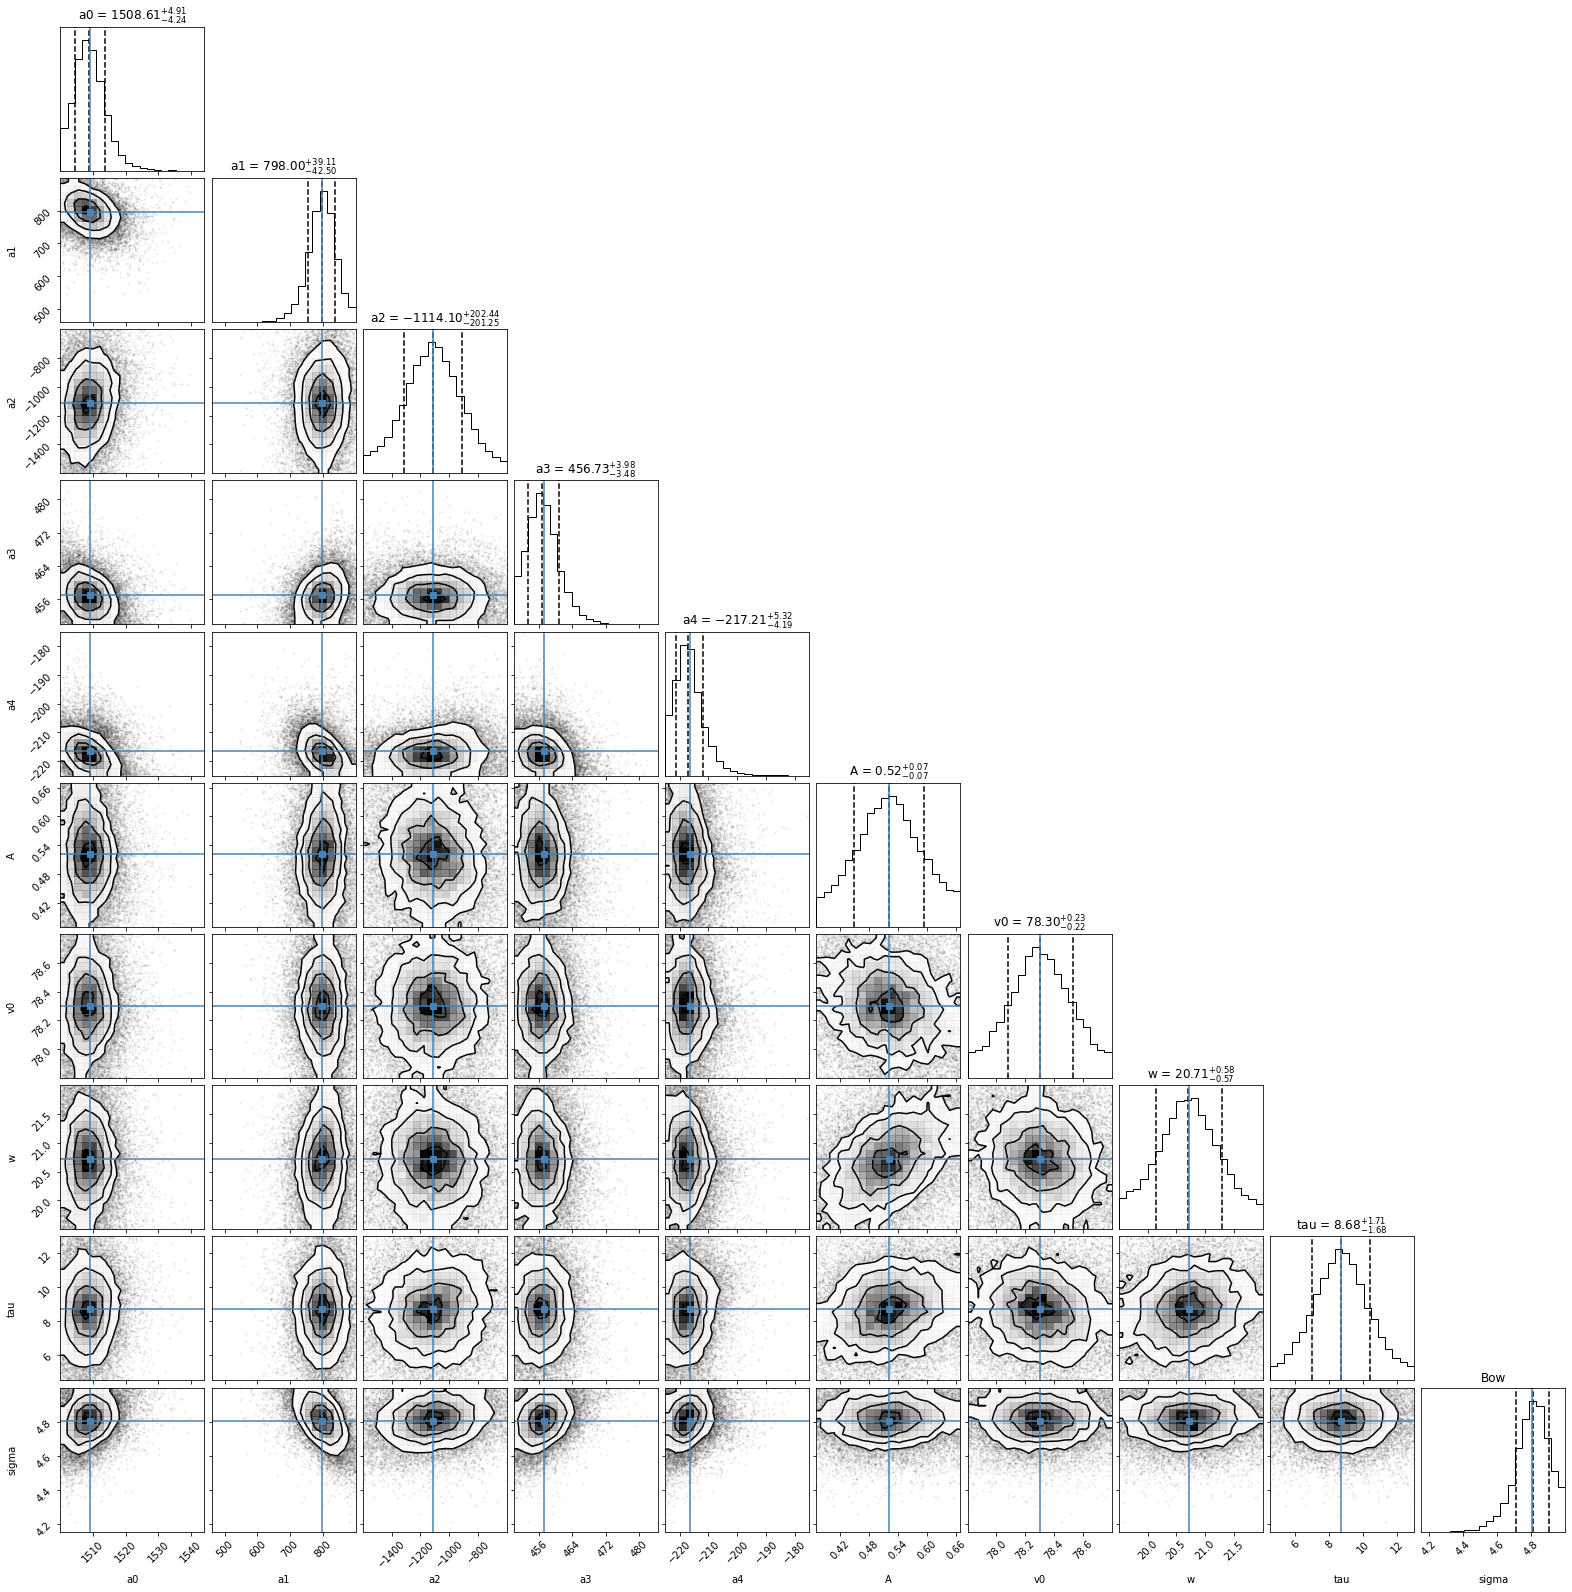 a0 = 1508.61+4.91−4.24
a1 = 798.00+39.11−42.50
800
700
600
500
a1
a2 = −1114.10+202.44−201.25
−800
−1000
−1200
−1400
a2
a3 = 456.73+3.98−3.48
480
472
464
456
a3
a4 = −217.21+5.32−4.19
−180
−190
−200
−210
−220
a4
A = 0.52+0.07−0.07
0.66
0.60
0.54
0.48
0.42
A
v0 = 78.30+0.23−0.22
78.6
78.4
78.2
78.0
v0
w = 20.71+0.58−0.57
21.5
21.0
20.5
20.0
w
tau = 8.68+1.71−1.68
12
10
8
6
tau
Bow
4.8
4.6
4.4
4.2
sigma
1510 1520 1530 1540 500 600 700 800 −1400 −1200 −1000 −800 456 464 472 480 −220 −210 −200 −190 −180 0.42 0.48 0.54 0.60 0.66 78.0 78.2 78.4 78.6 20.0 20.5 21.0 21.5 6 8 10 12 4.2 4.4 4.6 4.8
a0 a1 a2 a3 a4 A v0 w tau sigma